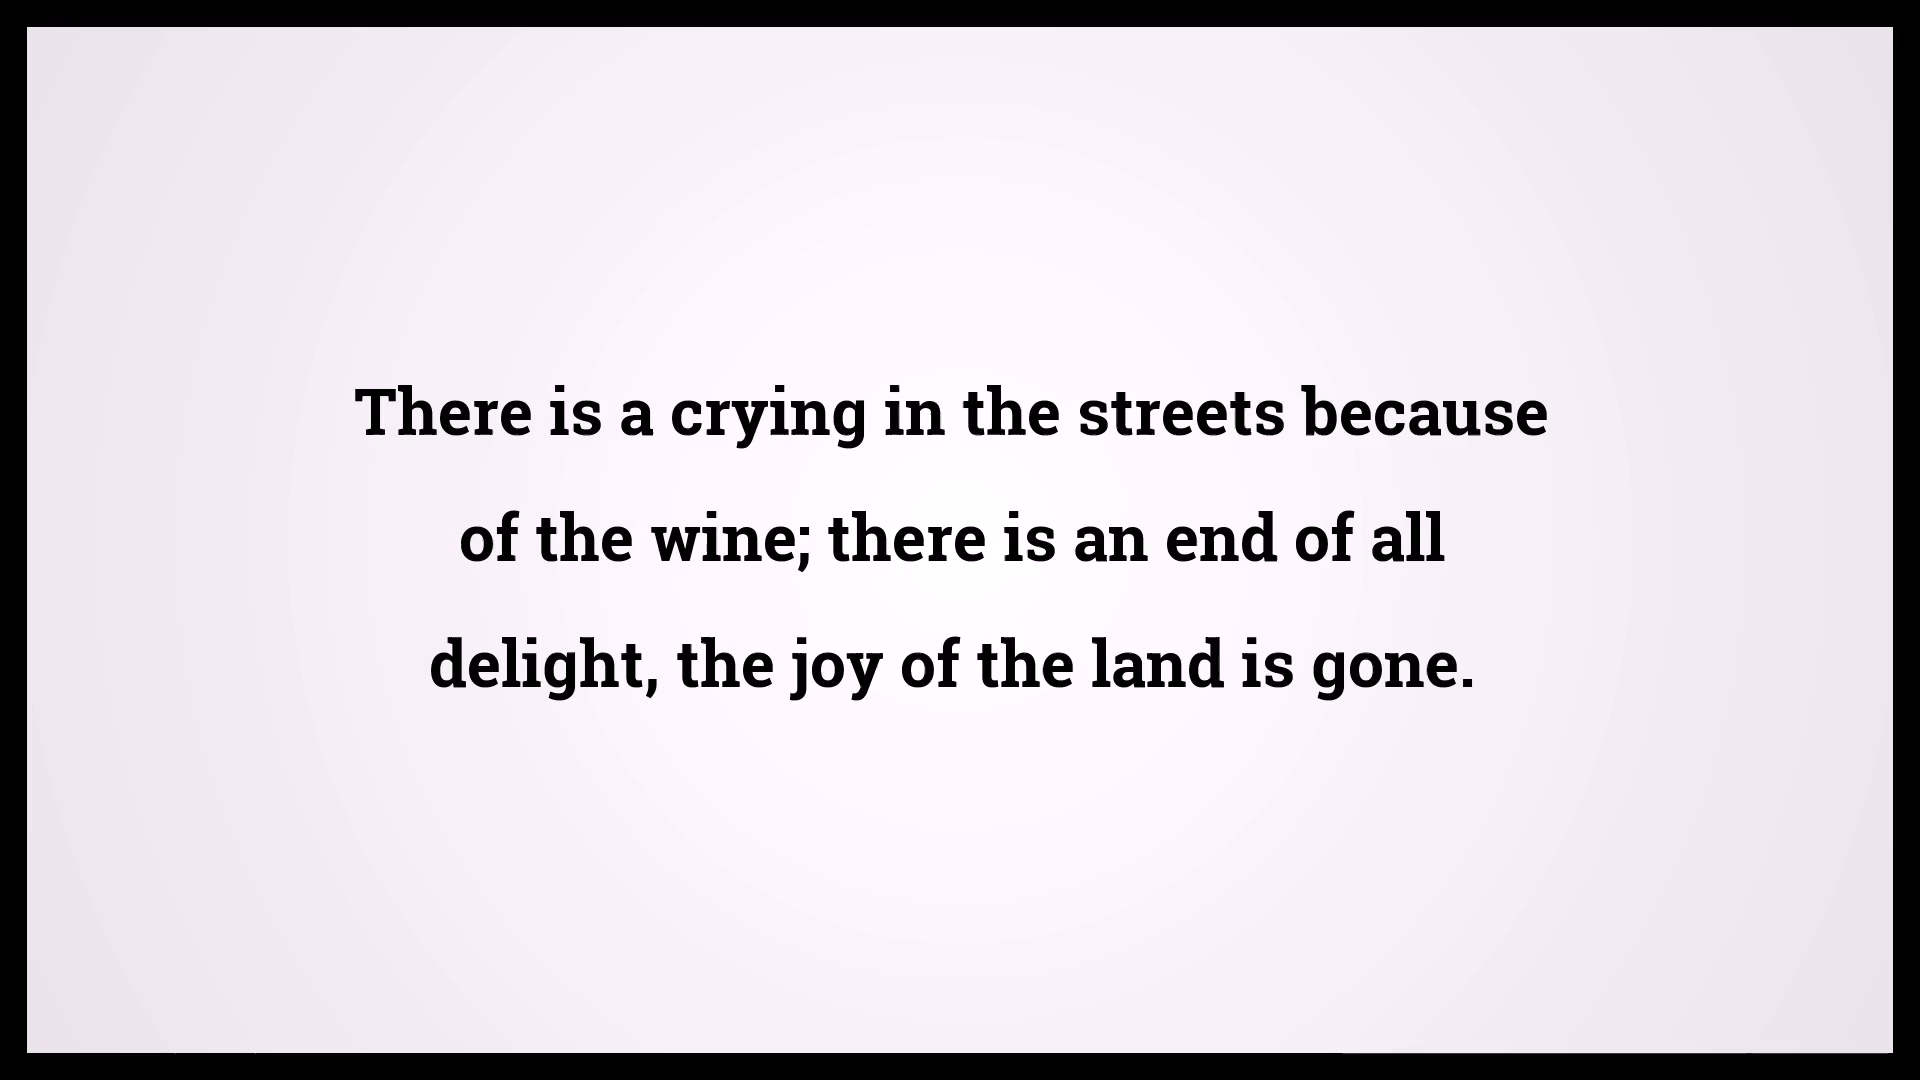 There is a crying in the streets because
of the wine; there is an end of all
delight, the joy of the land is gone.